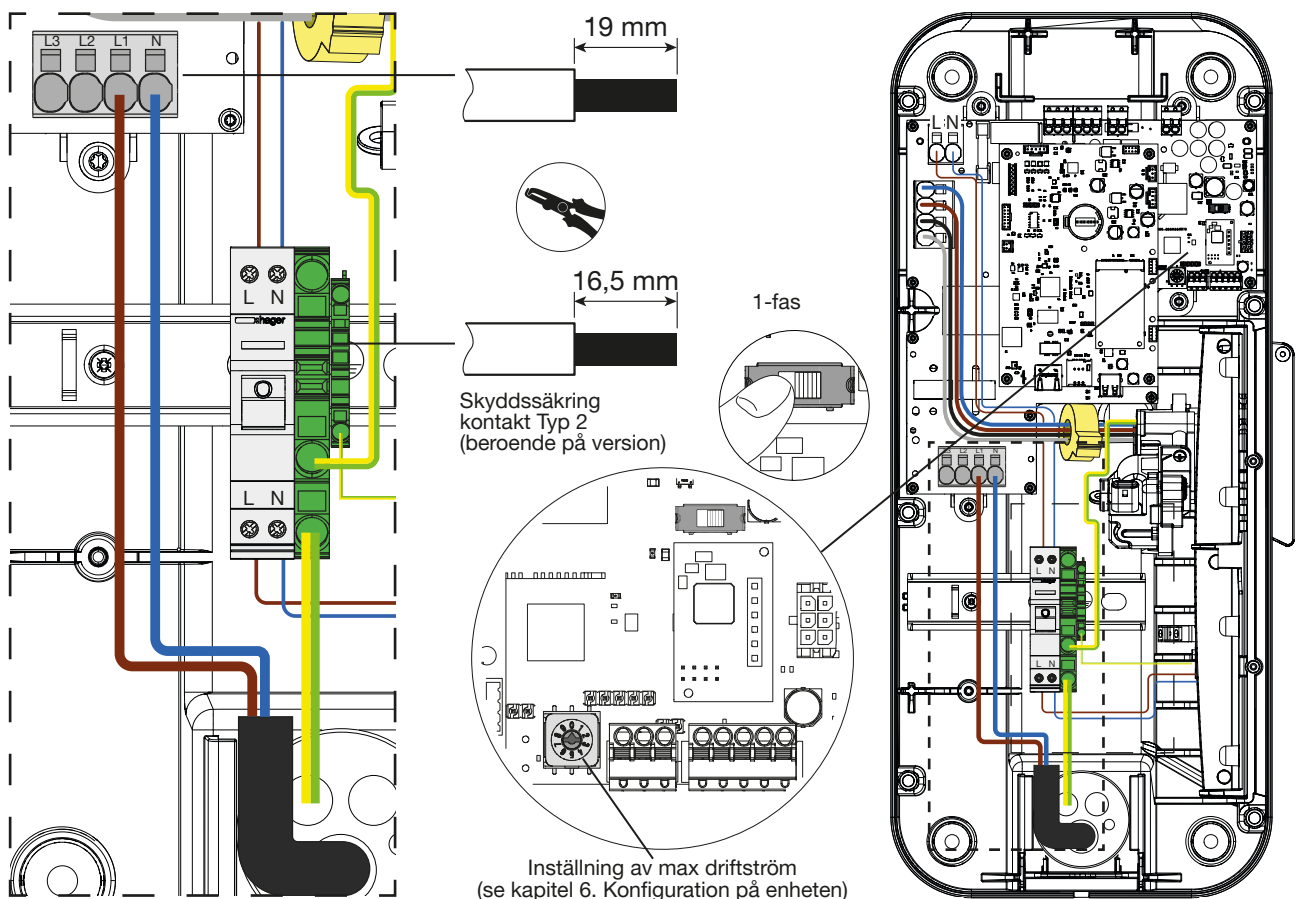 L3 L2 L1 N
19 mm
L N
hager
16,5 mm
1-fas
Skyddssäkring
kontakt Typ 2
(beroende på version)
L N
Inställning av max driftström
(se kapitel 6. Konfiguration på enheten)
L N
L3 L2 L1 N
L N
L N